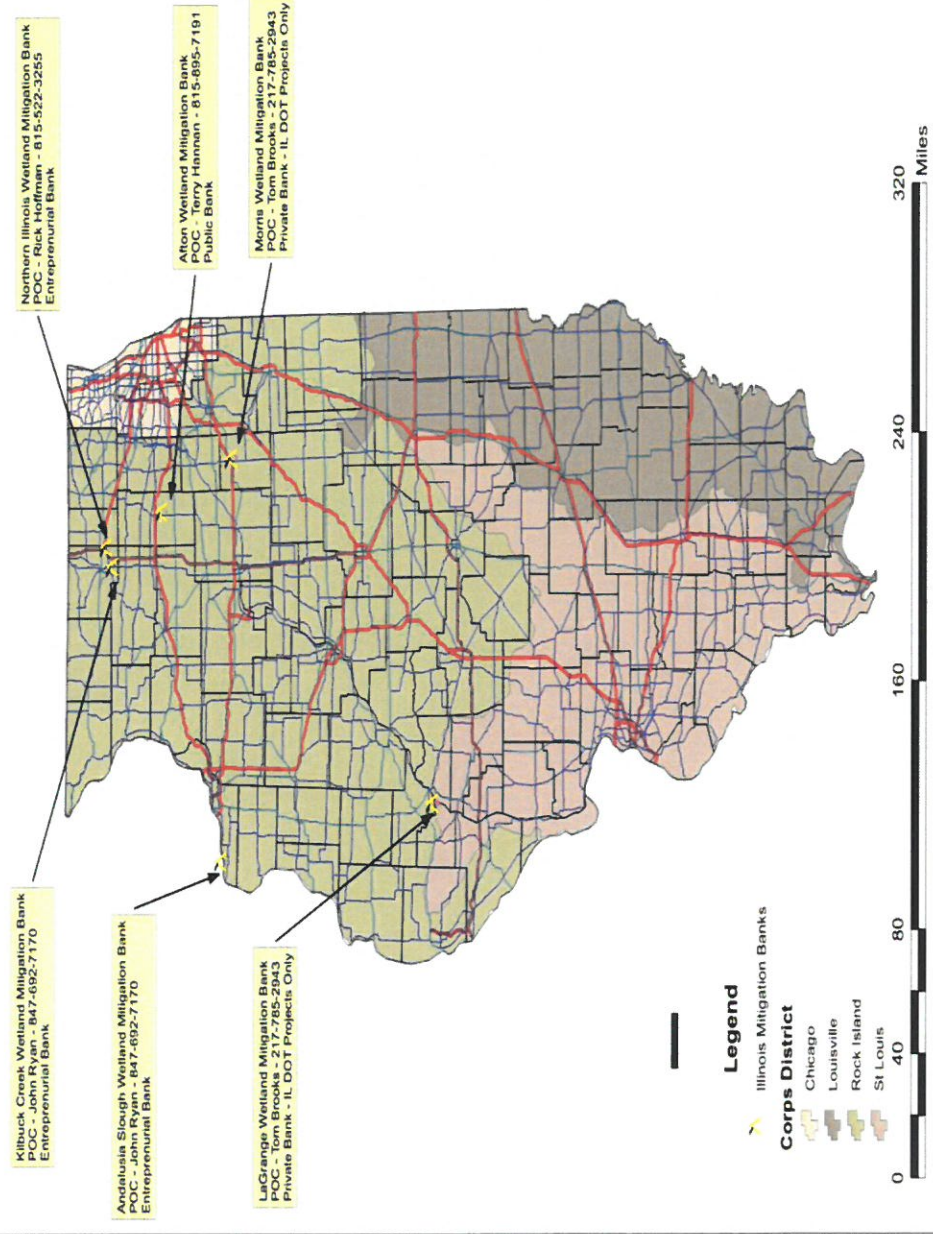 Northern Illinois Wetland Mitigation Bank
POC - Rick Hoffman - 815-522-3255
Entreprenurial Bank
Afton Wetland Mitigation Bank
POC - Terry Hannan - 815-895-7191
Public Bank
Morris Wetland Mitigation Bank
POC - Tom Brooks - 217-785-2943
Private Bank - IL DOT Projects Only
Kilbuck Creek Wetland Mitigation Bank
POC - John Ryan - 847-692-7170
Entreprenurial Bank
Andalusia Slough Wetland Mitigation Bank
POC - John Ryan - 847-692-7170
Entreprenurial Bank
LaGrange Wetland Mitigation Bank
POC - Tom Brooks - 217-785-2943
Private Bank - IL DOT Projects Only
Legend
Illinois Mitigation Banks
Corps District
Chicago
Louisville
Rock Island
St Louis
0 40 80 160 240 320
Miles